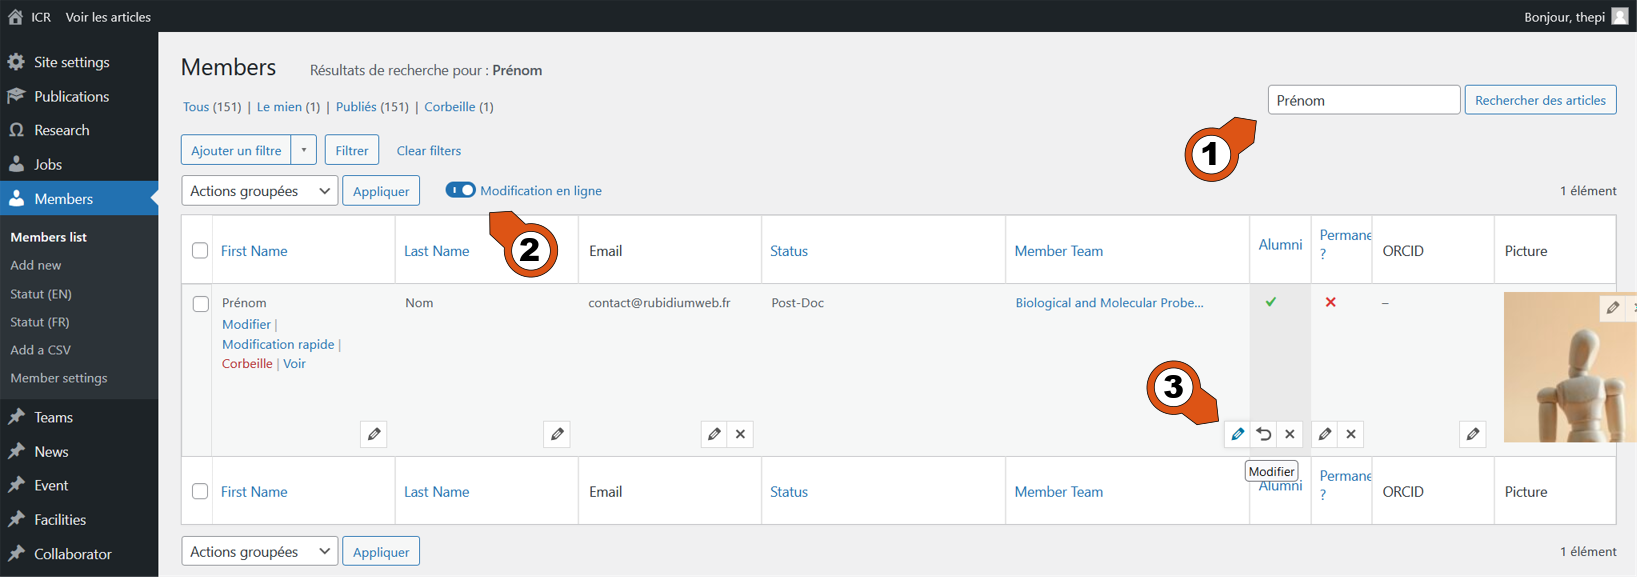 ICR Voir les articles
Bonjour, thepi
Site settings
Publications
Research
Jobs
Members
Members list
Add new
Statut (EN)
Statut (FR)
Add a CSV
Member settings
Teams
News
Event
Facilities
Collaborator
Members Résultats de recherche pour : Prénom
Tous (151) | Le mien (1) | Publiés (151) | Corbeille (1)
Prénom Rechercher des articles
1
Ajouter un filtre Filtrer Clear filters
Actions groupées Appliquer Modification en ligne
1 élément
2
First Name Last Name Email Status Member Team Alumni Permane ? ORCID Picture
Prénom Nom contact@rubidiumweb.fr Post-Doc Biological and Molecular Probe... –
Modifier |
Modification rapide |
Corbeille | Voir
3
Modifier
First Name Last Name Email Status Member Team Alumni Permane ? ORCID Picture
Actions groupées Appliquer
1 élément